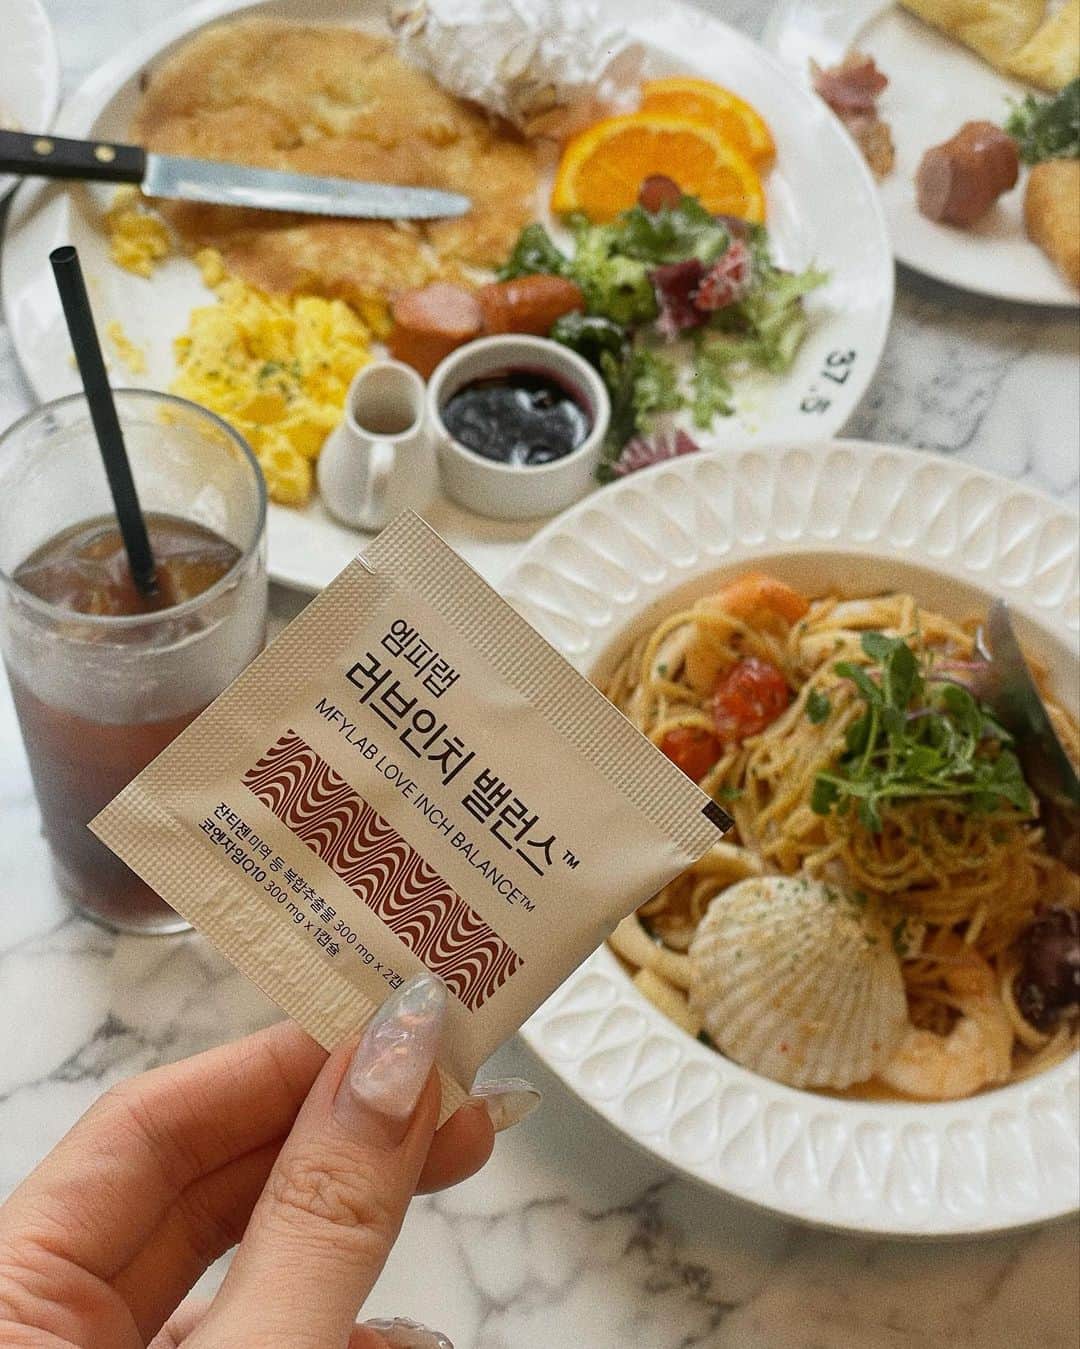 37.5
엠피랩
러브인치 밸런스™
MFYLAB LOVE INCH BALANCE™
잔티젠 미역 등 복합추출물 300 mg x 2캡
코엔자임Q10 300 mg x 1캡슐